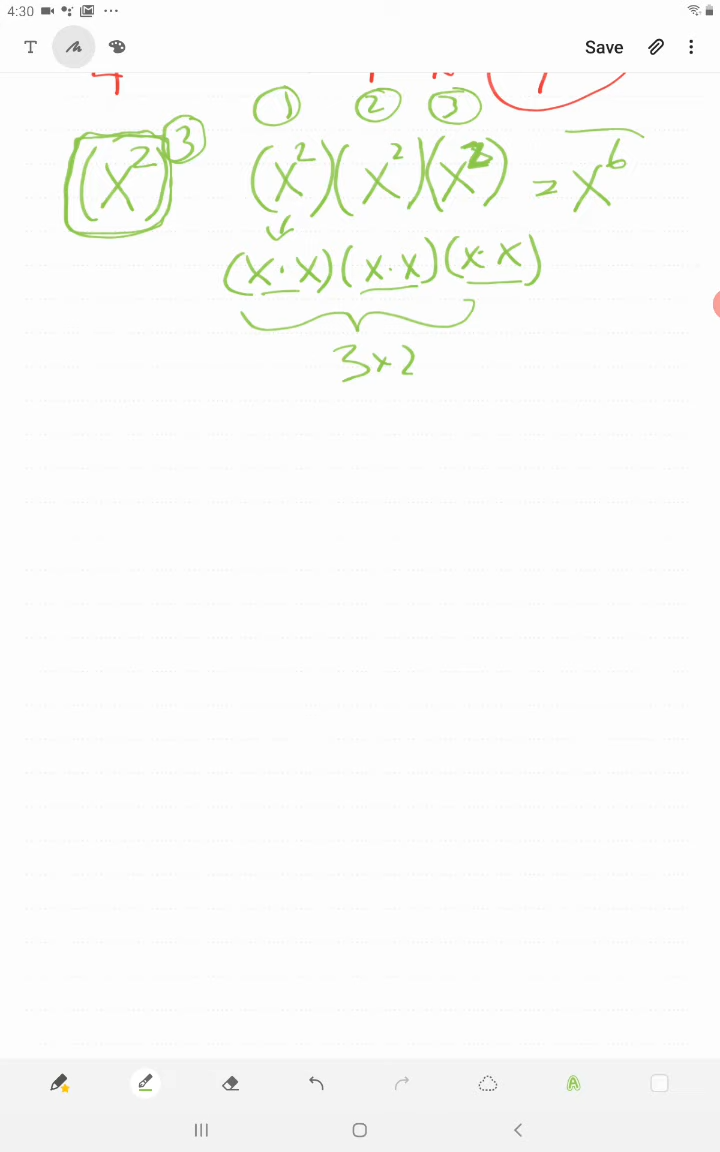 4:30
T Save
① ② ③
(x²)³ (x²)(x²)(x²) = x⁶
(x·x)(x·x)(x·x)
3×2
A